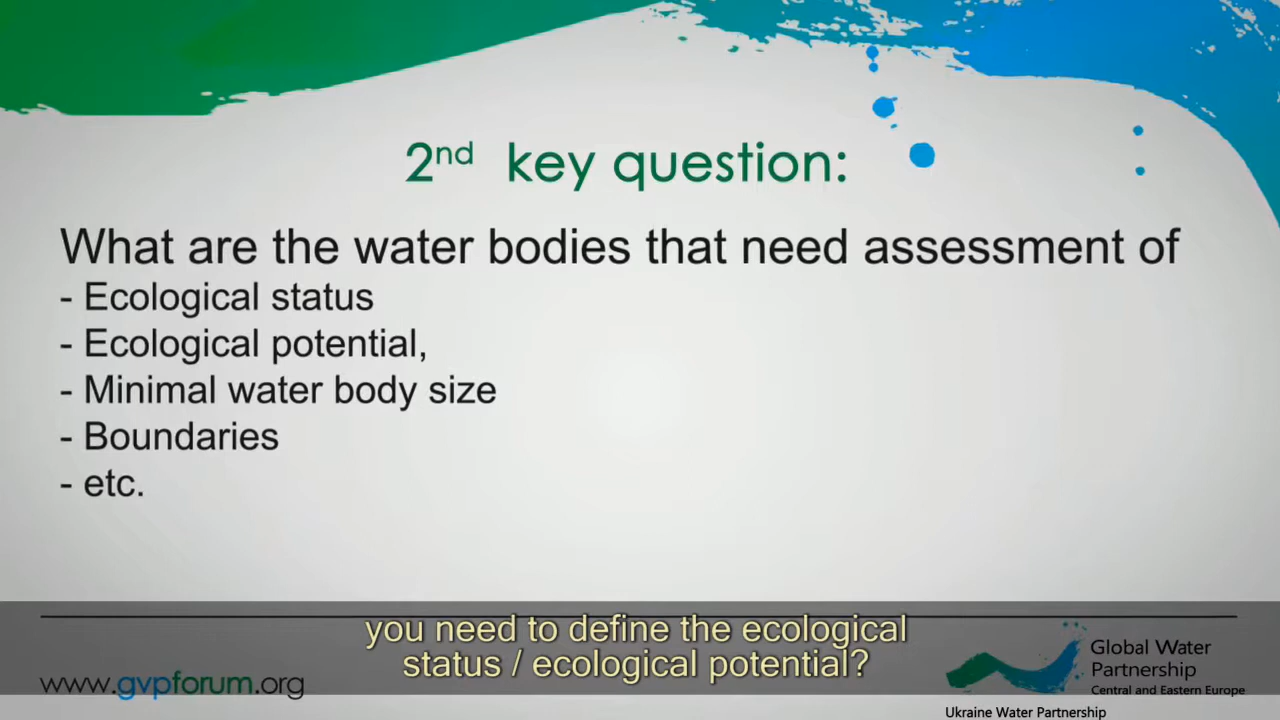 2nd key question:
What are the water bodies that need assessment of
- Ecological status
- Ecological potential,
- Minimal water body size
- Boundaries
- etc.
you need to define the ecological
status / ecological potential?
www.gvpforum.org
Global Water
Partnership
Central and Eastern Europe
Ukraine Water Partnership